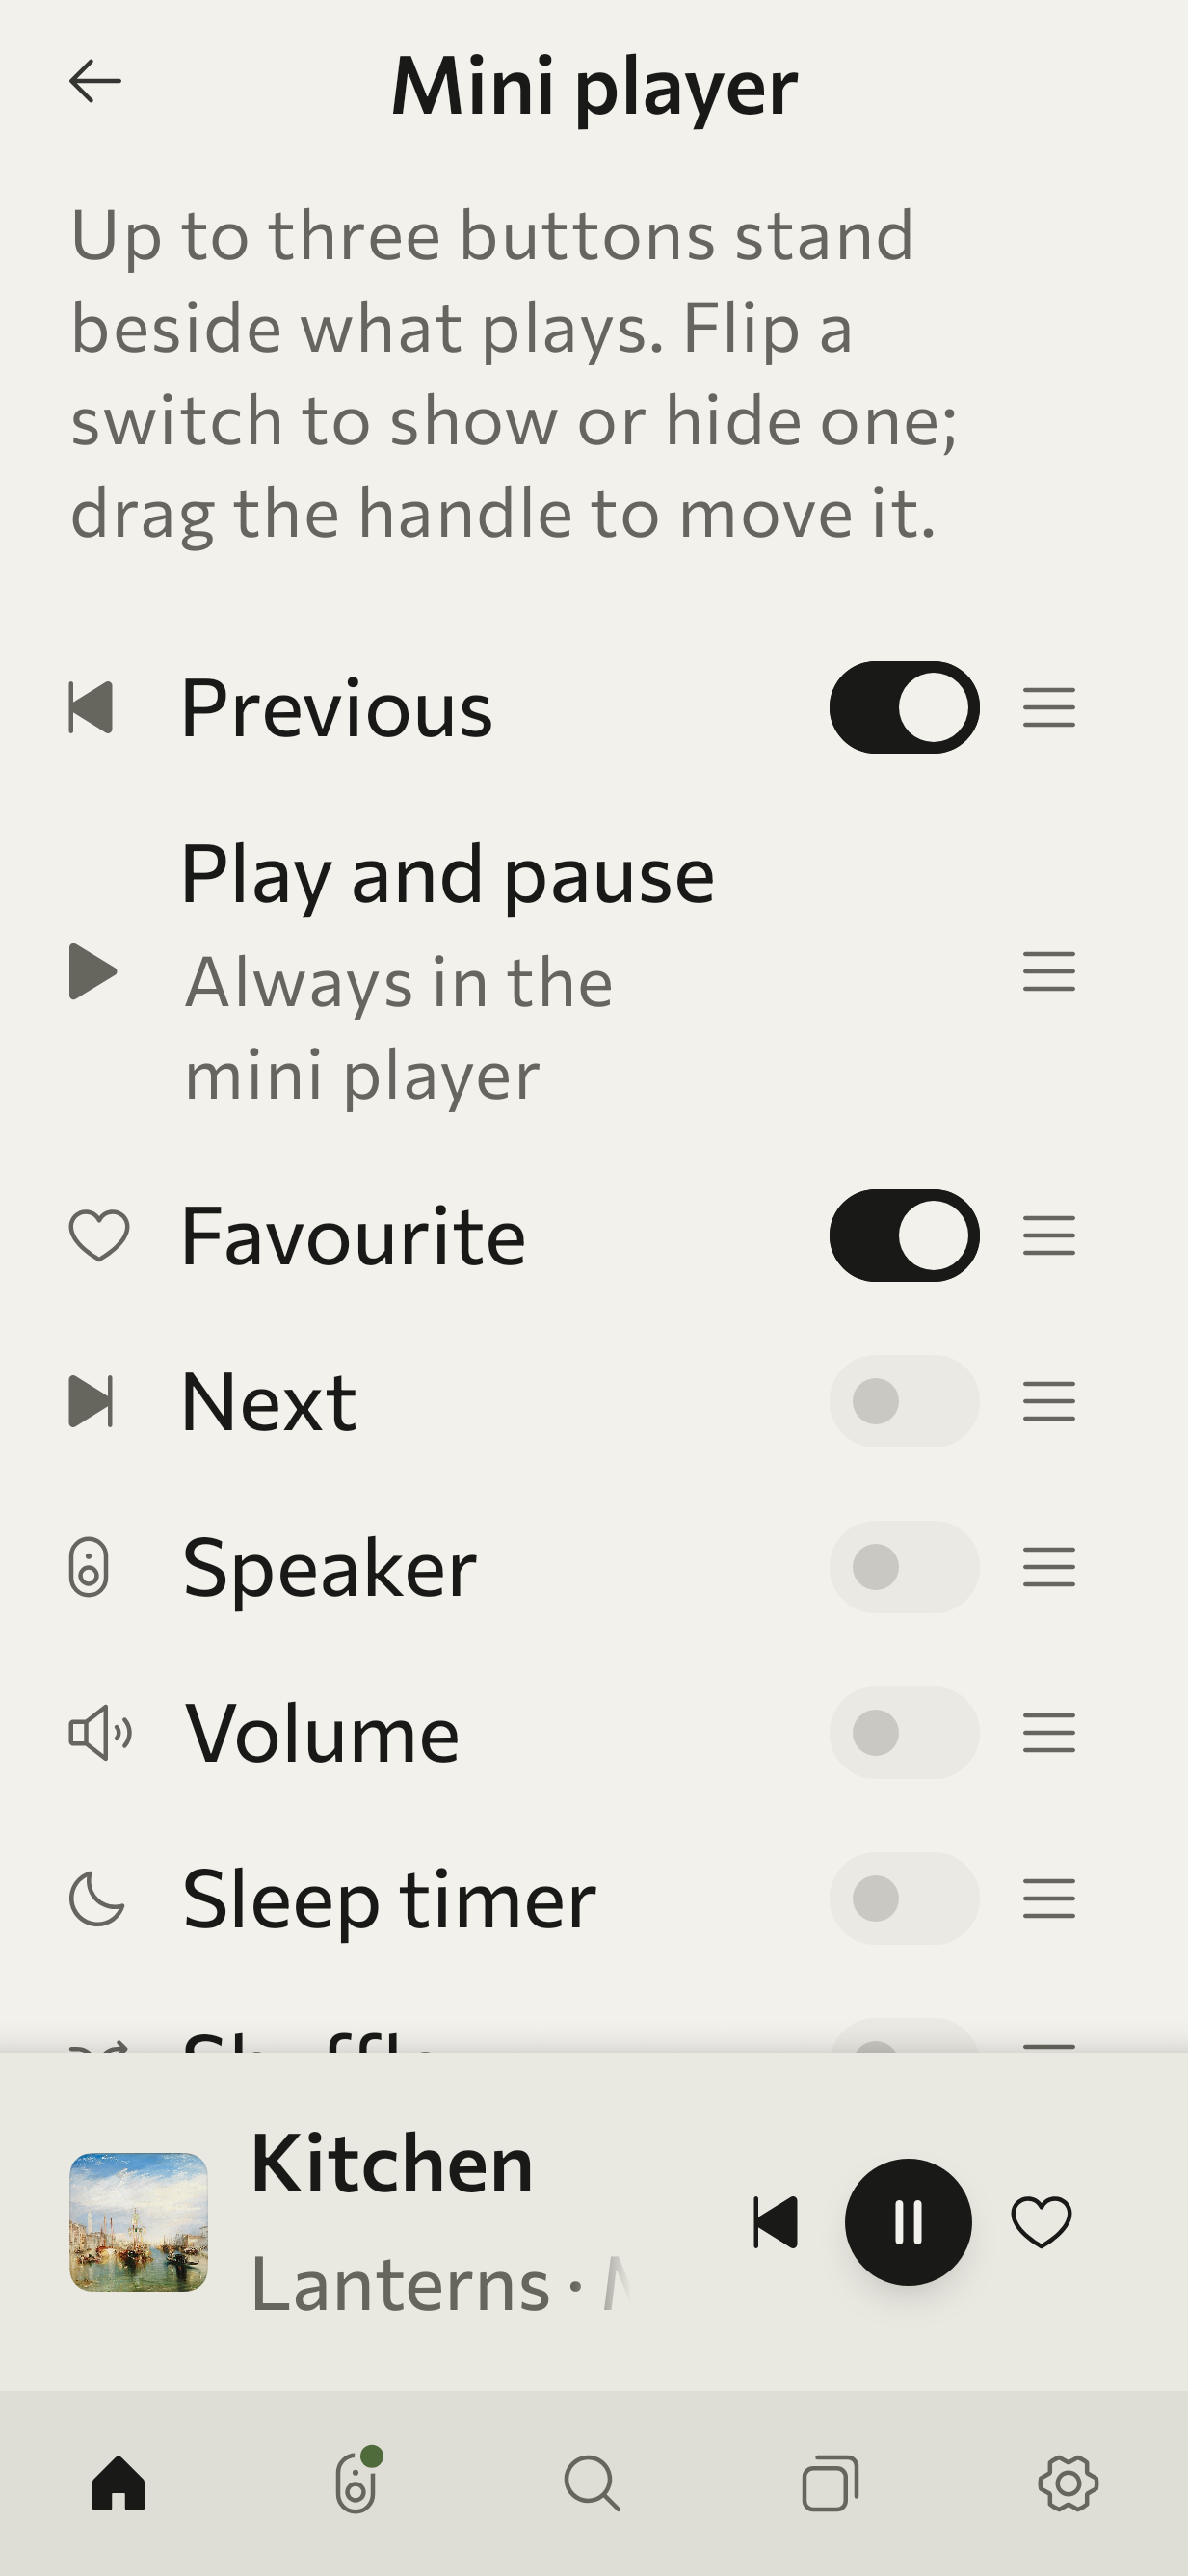 Mini player
Up to three buttons stand
beside what plays. Flip a
switch to show or hide one;
drag the handle to move it.
Previous
Play and pause
Always in the
mini player
Favourite
Next
Speaker
Volume
Sleep timer
Shuffle
Kitchen
Lanterns ·